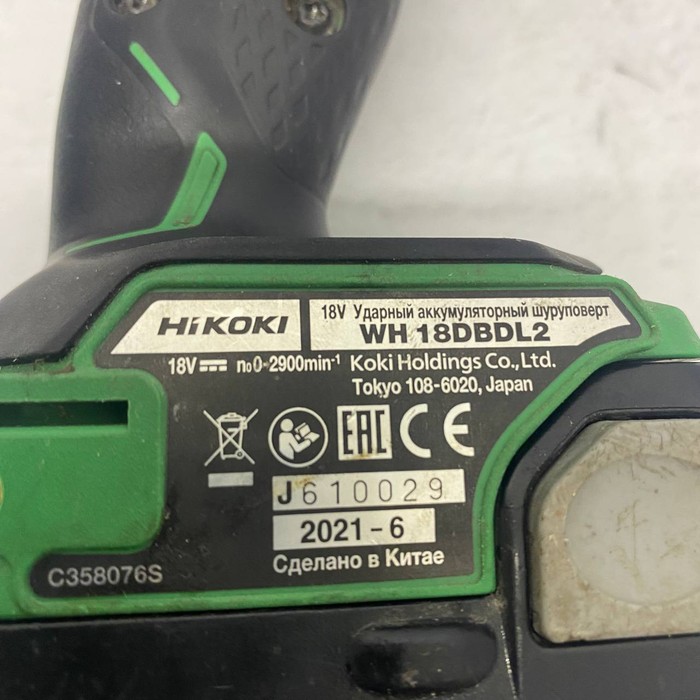 HiKOKI
18V Ударный аккумуляторный шуруповерт
WH 18DBDL2
18V n₀0-2900min⁻¹ Koki Holdings Co.,Ltd.
Tokyo 108-6020, Japan
EAC CE
J610029
2021-6
Сделано в Китае
C358076S